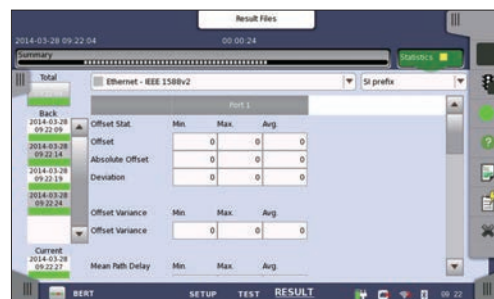 Result Files
2014-03-28 09:22:04
00:00:24
Summary
Statistics
Total
Ethernet - IEEE 1588v2
SI prefix
Port 1
Back
2014-03-28
09:22:09
2014-03-28
09:22:14
2014-03-28
09:22:19
2014-03-28
09:22:24
Offset Stat. Min. Max. Avg.
Offset 0 0 0
Absolute Offset 0 0 0
Deviation 0 0 0
Offset Variance Min. Max. Avg.
Offset Variance 0 0 0
Current
2014-03-28
09:22:27
Mean Path Delay Min. Max. Avg.
BERT
SETUP
TEST
RESULT
09:22